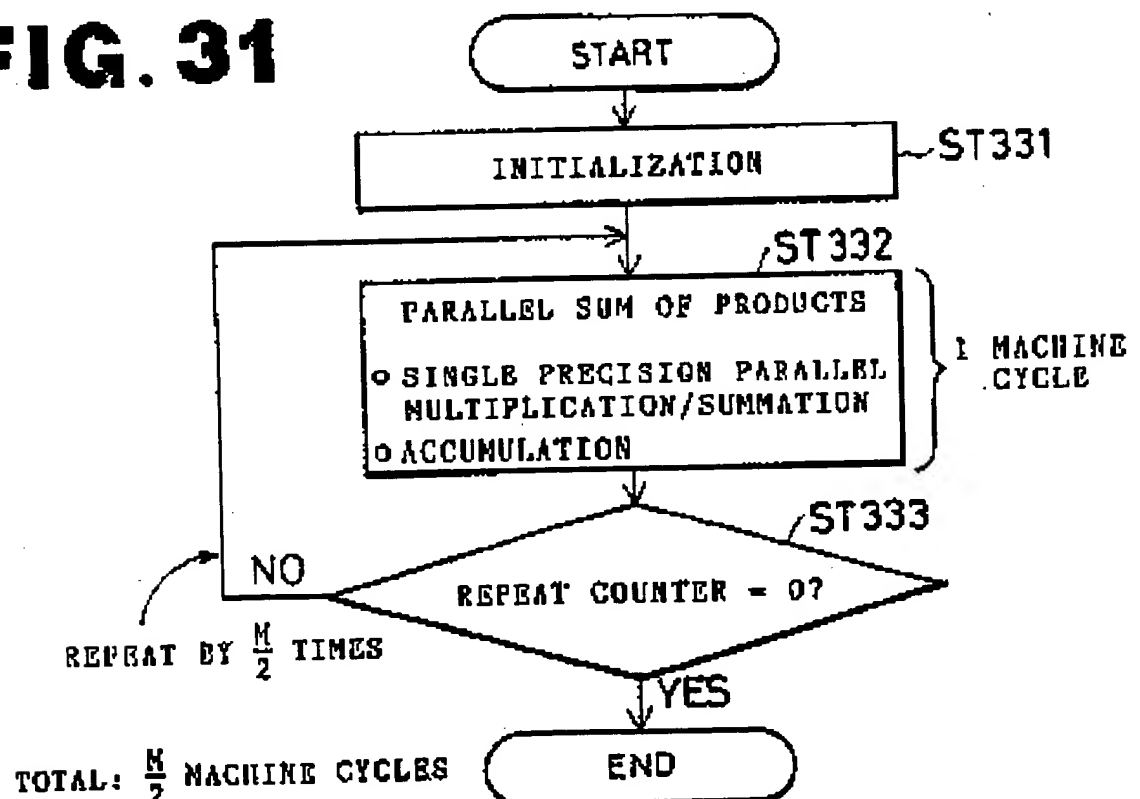 FIG. 31
START
INITIALIZATION
ST331
ST332
PARALLEL SUM OF PRODUCTS
○ SINGLE PRECISION PARALLEL
MULTIPLICATION/SUMMATION
○ ACCUMULATION
1 MACHINE
CYCLE
ST333
REPEAT COUNTER = 0?
NO
REPEAT BY M/2 TIMES
YES
END
TOTAL: M/2 MACHINE CYCLES